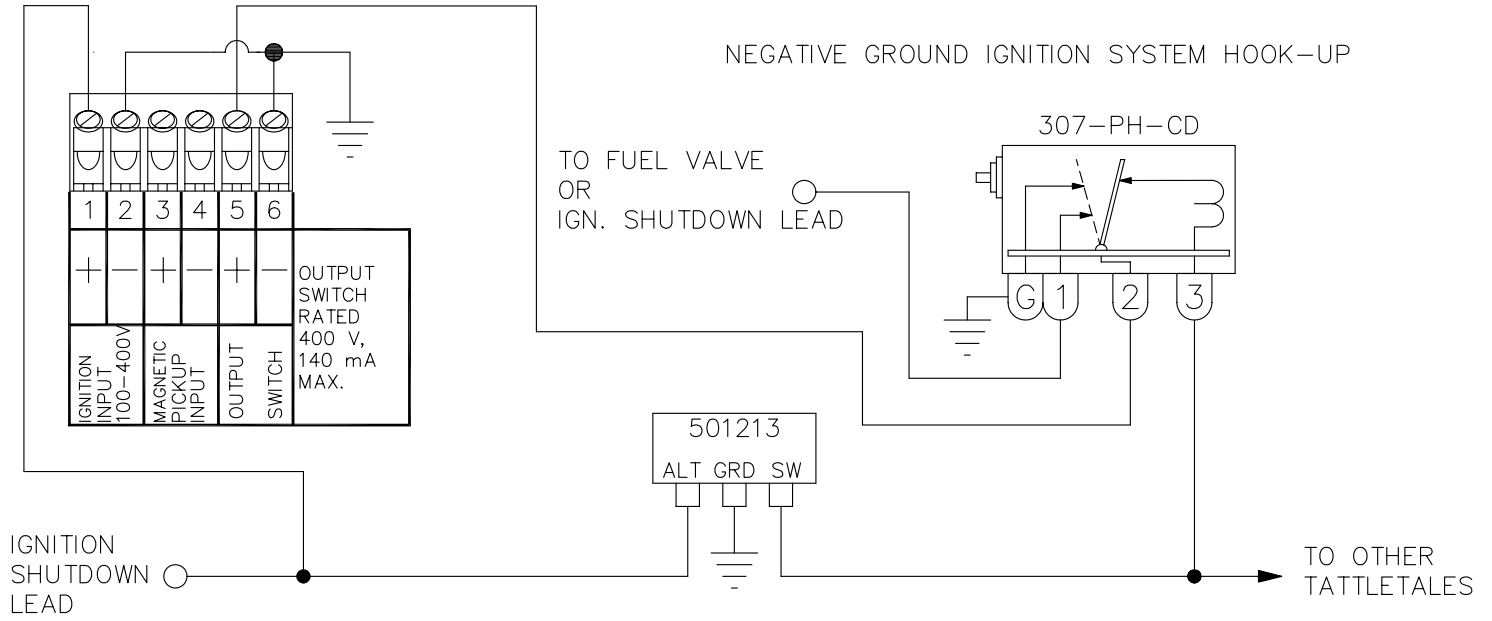 NEGATIVE GROUND IGNITION SYSTEM HOOK-UP
307-PH-CD
TO FUEL VALVE
OR
IGN. SHUTDOWN LEAD
1 2 3 4 5 6
+ - + - + -
OUTPUT
SWITCH
RATED
400 V,
140 mA
MAX.
IGNITION
INPUT
100-400V
MAGNETIC
PICKUP
INPUT
OUTPUT
SWITCH
G 1 2 3
501213
ALT GRD SW
IGNITION
SHUTDOWN
LEAD
TO OTHER
TATTLETALES